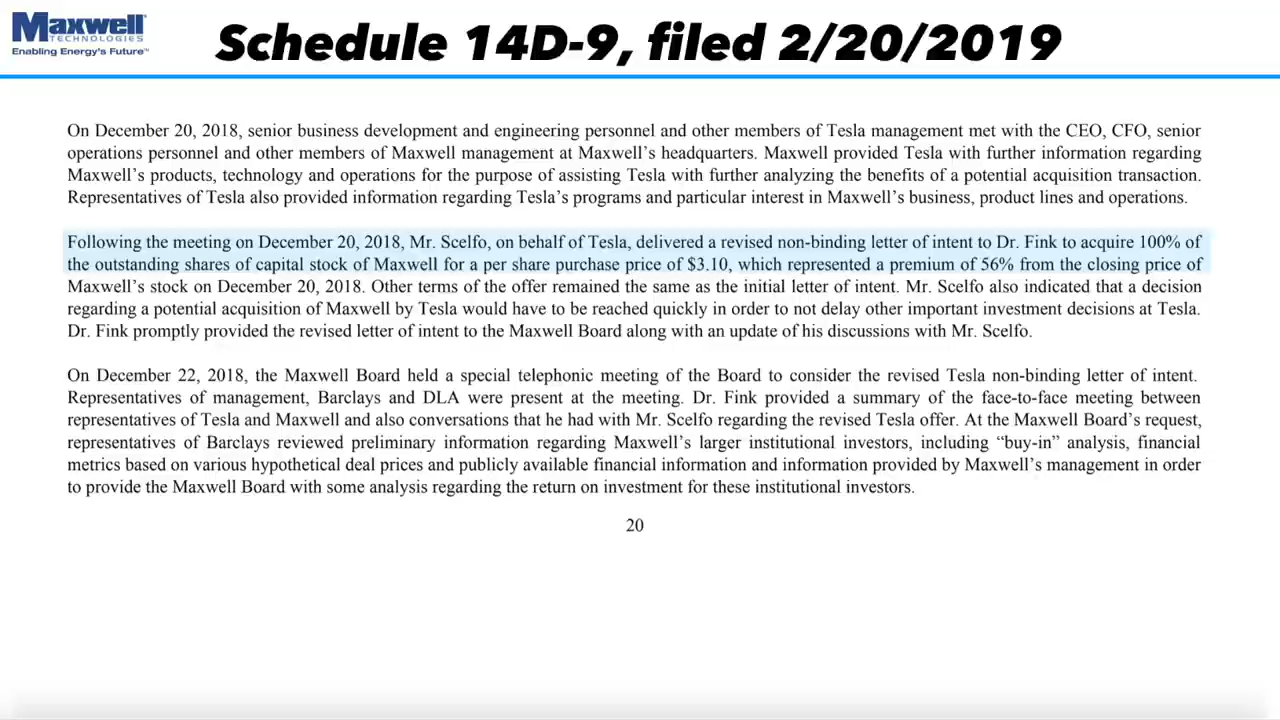 Maxwell
TECHNOLOGIES
Enabling Energy's Future™
Schedule 14D-9, filed 2/20/2019
On December 20, 2018, senior business development and engineering personnel and other members of Tesla management met with the CEO, CFO, senior
operations personnel and other members of Maxwell management at Maxwell's headquarters. Maxwell provided Tesla with further information regarding
Maxwell's products, technology and operations for the purpose of assisting Tesla with further analyzing the benefits of a potential acquisition transaction.
Representatives of Tesla also provided information regarding Tesla's programs and particular interest in Maxwell's business, product lines and operations.
Following the meeting on December 20, 2018, Mr. Scelfo, on behalf of Tesla, delivered a revised non-binding letter of intent to Dr. Fink to acquire 100% of
the outstanding shares of capital stock of Maxwell for a per share purchase price of $3.10, which represented a premium of 56% from the closing price of
Maxwell's stock on December 20, 2018. Other terms of the offer remained the same as the initial letter of intent. Mr. Scelfo also indicated that a decision
regarding a potential acquisition of Maxwell by Tesla would have to be reached quickly in order to not delay other important investment decisions at Tesla.
Dr. Fink promptly provided the revised letter of intent to the Maxwell Board along with an update of his discussions with Mr. Scelfo.
On December 22, 2018, the Maxwell Board held a special telephonic meeting of the Board to consider the revised Tesla non-binding letter of intent.
Representatives of management, Barclays and DLA were present at the meeting. Dr. Fink provided a summary of the face-to-face meeting between
representatives of Tesla and Maxwell and also conversations that he had with Mr. Scelfo regarding the revised Tesla offer. At the Maxwell Board's request,
representatives of Barclays reviewed preliminary information regarding Maxwell's larger institutional investors, including “buy-in” analysis, financial
metrics based on various hypothetical deal prices and publicly available financial information and information provided by Maxwell's management in order
to provide the Maxwell Board with some analysis regarding the return on investment for these institutional investors.
20